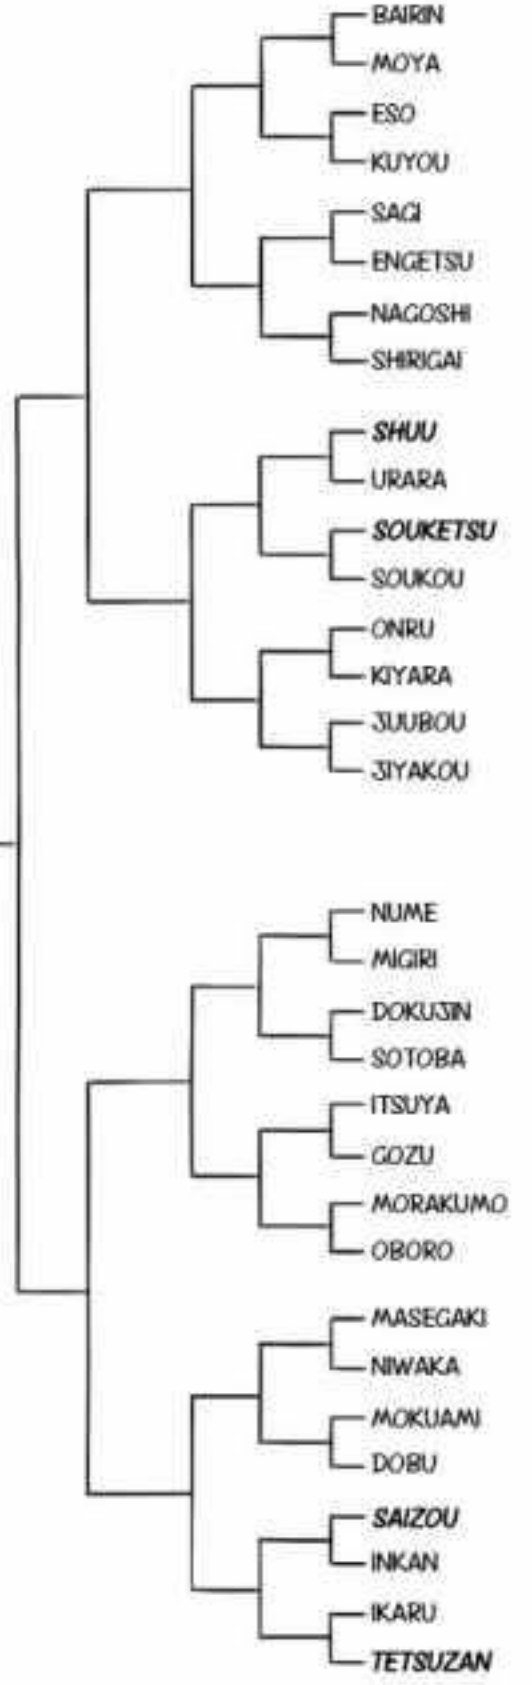 BAIRIN
MOYA
ESO
KUYOU
SAGI
ENGETSU
NAGOSHI
SHIRIGAI
SHUU
URARA
SOUKETSU
SOUKOU
ONRU
KIYARA
JUUBOU
JIYAKOU
NUME
MIGIRI
DOKUJIN
SOTOBA
ITSUYA
GOZU
MORAKUMO
OBORO
MASEGAKI
NIWAKA
MOKUAMI
DOBU
SAIZOU
INKAN
IKARU
TETSUZAN